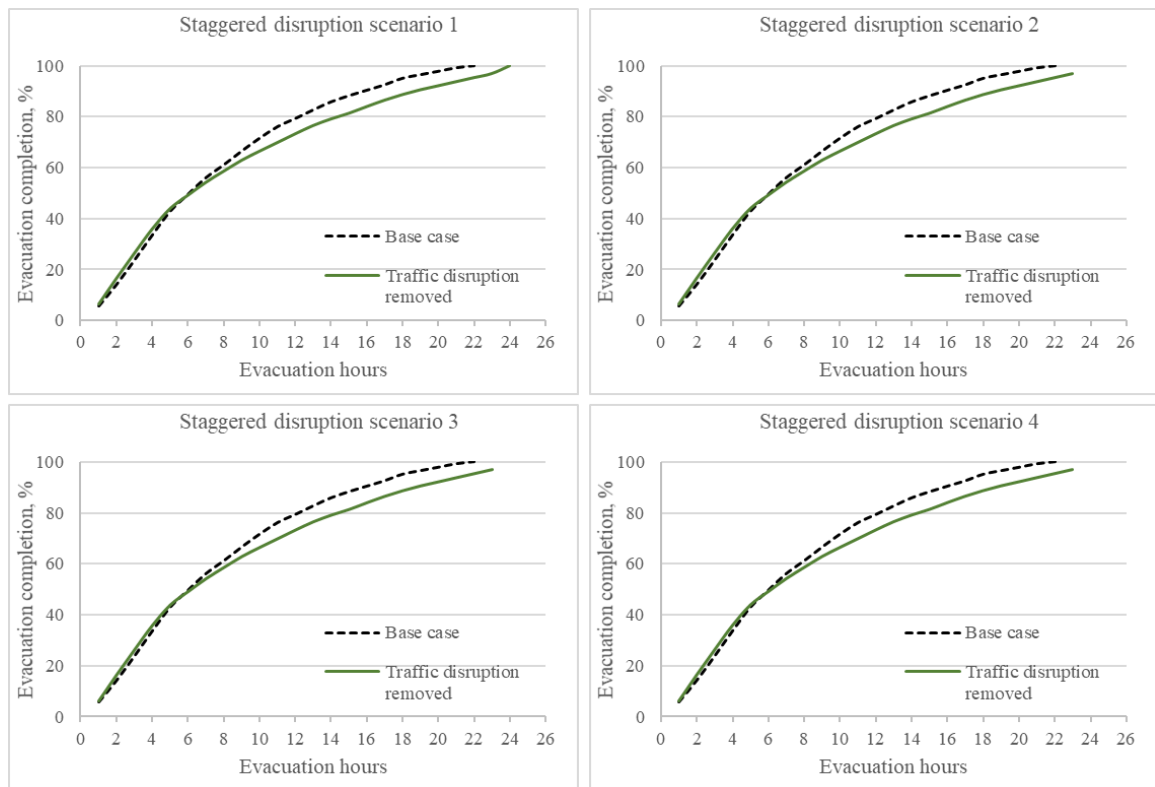 Staggered disruption scenario 1
Evacuation completion, %
100
80
60
40
20
0
Base case
Traffic disruption
removed
0 2 4 6 8 10 12 14 16 18 20 22 24 26
Evacuation hours
Staggered disruption scenario 2
Evacuation completion, %
100
80
60
40
20
0
Base case
Traffic disruption
removed
0 2 4 6 8 10 12 14 16 18 20 22 24 26
Evacuation hours
Staggered disruption scenario 3
Evacuation completion, %
100
80
60
40
20
0
Base case
Traffic disruption
removed
0 2 4 6 8 10 12 14 16 18 20 22 24 26
Evacuation hours
Staggered disruption scenario 4
Evacuation completion, %
100
80
60
40
20
0
Base case
Traffic disruption
removed
0 2 4 6 8 10 12 14 16 18 20 22 24 26
Evacuation hours